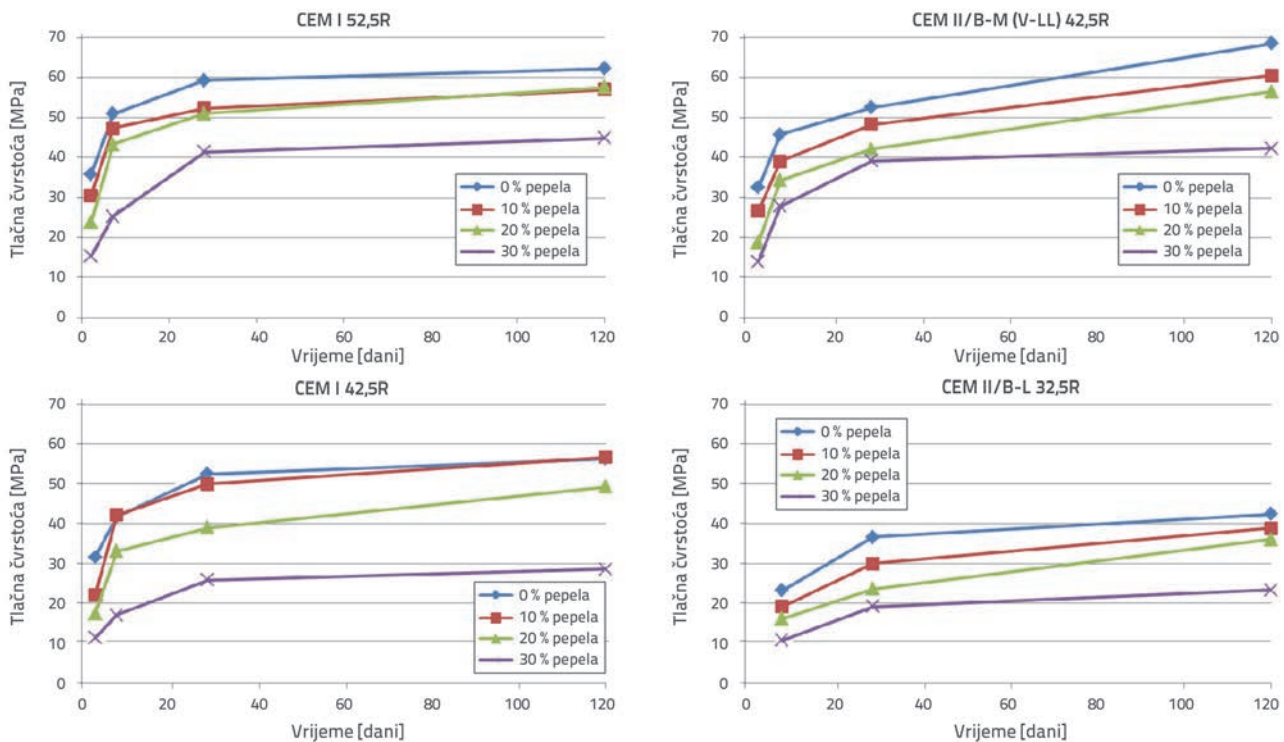 CEM I 52,5R
Tlačna čvrstoća [MPa]
70
60
50
40
30
20
10
0
0 % pepela
10 % pepela
20 % pepela
30 % pepela
0
20
40
60
80
100
120
Vrijeme [dani]
CEM II/B-M (V-LL) 42,5R
Tlačna čvrstoća [MPa]
70
60
50
40
30
20
10
0
0 % pepela
10 % pepela
20 % pepela
30 % pepela
0
20
40
60
80
100
120
Vrijeme [dani]
CEM I 42,5R
Tlačna čvrstoća [MPa]
70
60
50
40
30
20
10
0
0 % pepela
10 % pepela
20 % pepela
30 % pepela
0
20
40
60
80
100
120
Vrijeme [dani]
CEM II/B-L 32,5R
Tlačna čvrstoća [MPa]
70
60
50
40
30
20
10
0
0 % pepela
10 % pepela
20 % pepela
30 % pepela
0
20
40
60
80
100
120
Vrijeme [dani]